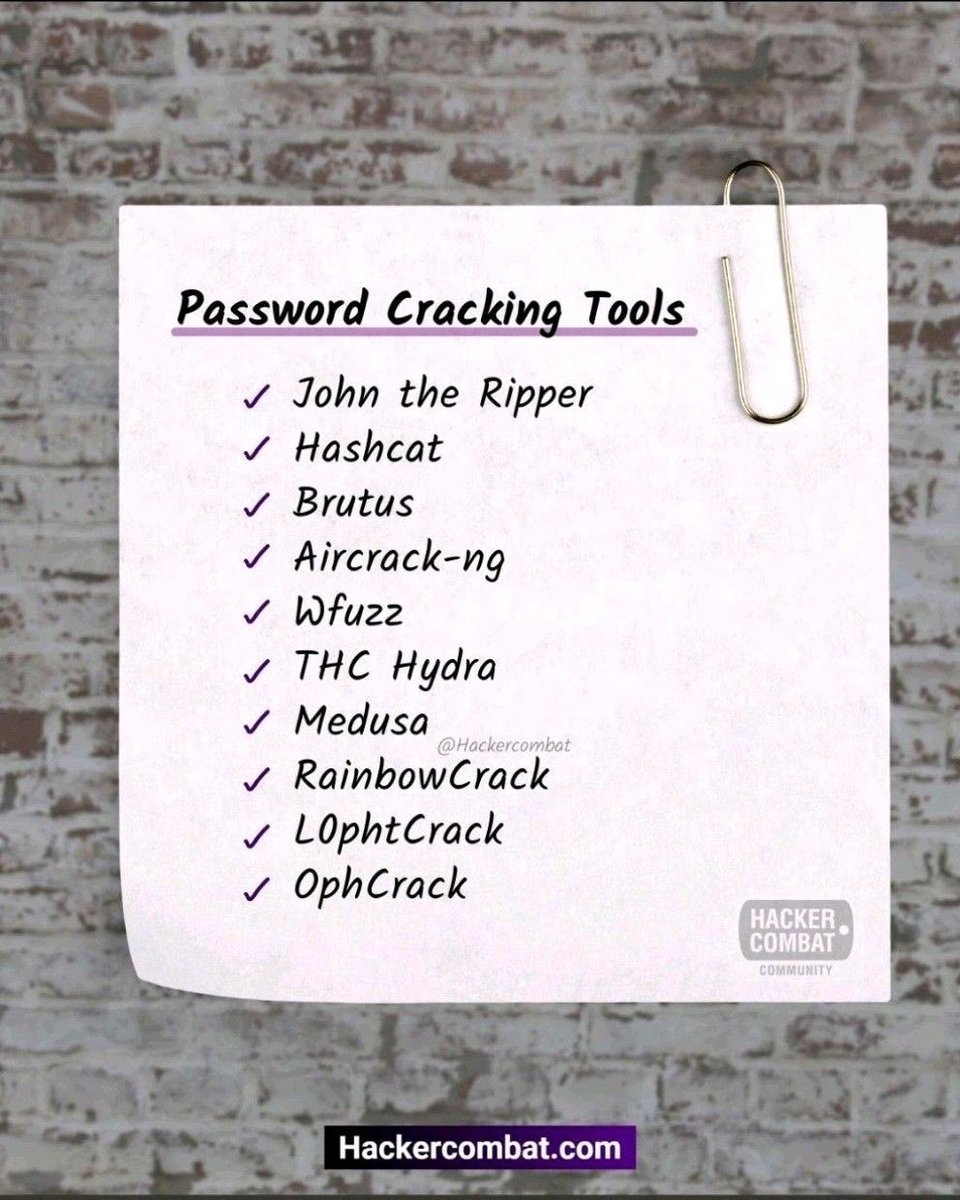 Password Cracking Tools
✓ John the Ripper
✓ Hashcat
✓ Brutus
✓ Aircrack-ng
✓ Wfuzz
✓ THC Hydra
✓ Medusa
@Hackercombat
✓ RainbowCrack
✓ L0phtCrack
✓ OphCrack
HACKER
COMBAT
COMMUNITY
Hackercombat.com